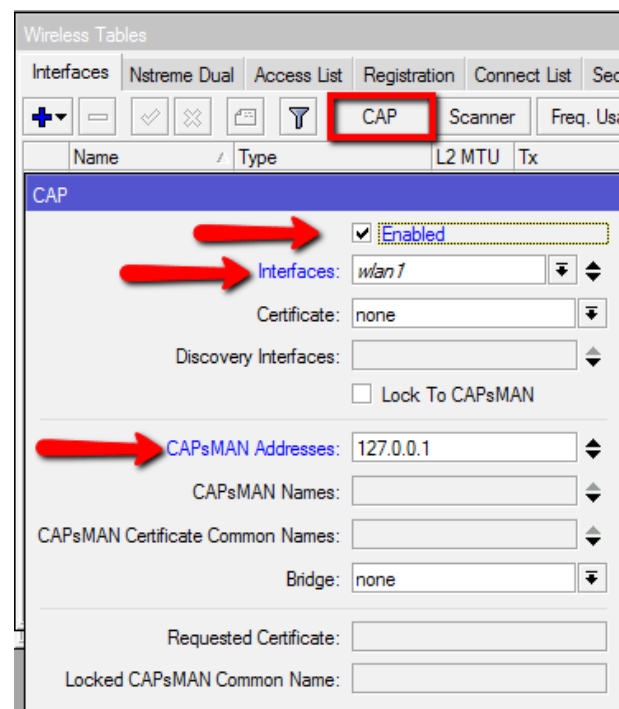 Wireless Tables
Interfaces Nstreme Dual Access List Registration Connect List
CAP Scanner Freq.
Name Type L2 MTU Tx
CAP
Enabled
Interfaces: wlan1
Certificate: none
Discovery Interfaces:
Lock To CAPsMAN
CAPsMAN Addresses: 127.0.0.1
CAPsMAN Names:
CAPsMAN Certificate Common Names:
Bridge: none
Requested Certificate:
Locked CAPsMAN Common Name: